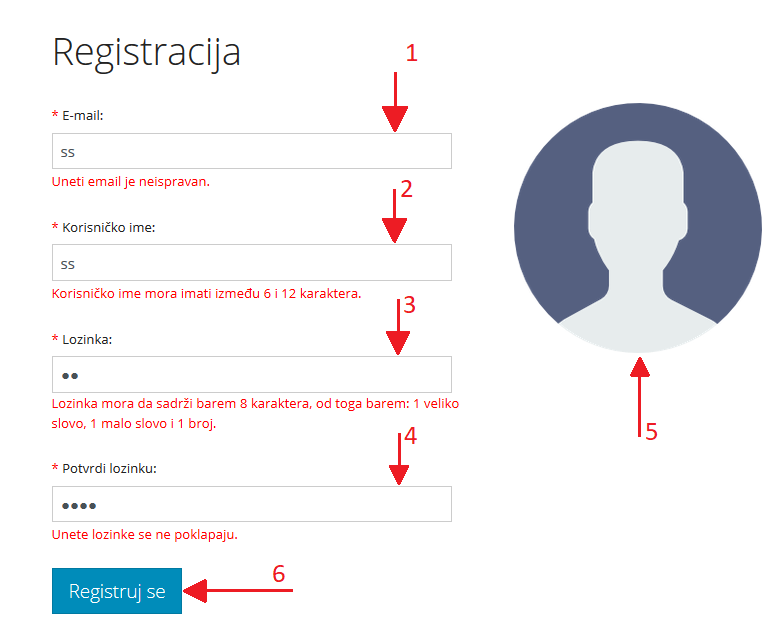 Registracija
1
* E-mail:
ss
Uneti email je neispravan.
2
* Korisničko ime:
ss
Korisničko ime mora imati između 6 i 12 karaktera.
3
* Lozinka:
●●
Lozinka mora da sadrži barem 8 karaktera, od toga barem: 1 veliko
slovo, 1 malo slovo i 1 broj.
4
* Potvrdi lozinku:
●●●●
Unete lozinke se ne poklapaju.
5
6
Registruj se